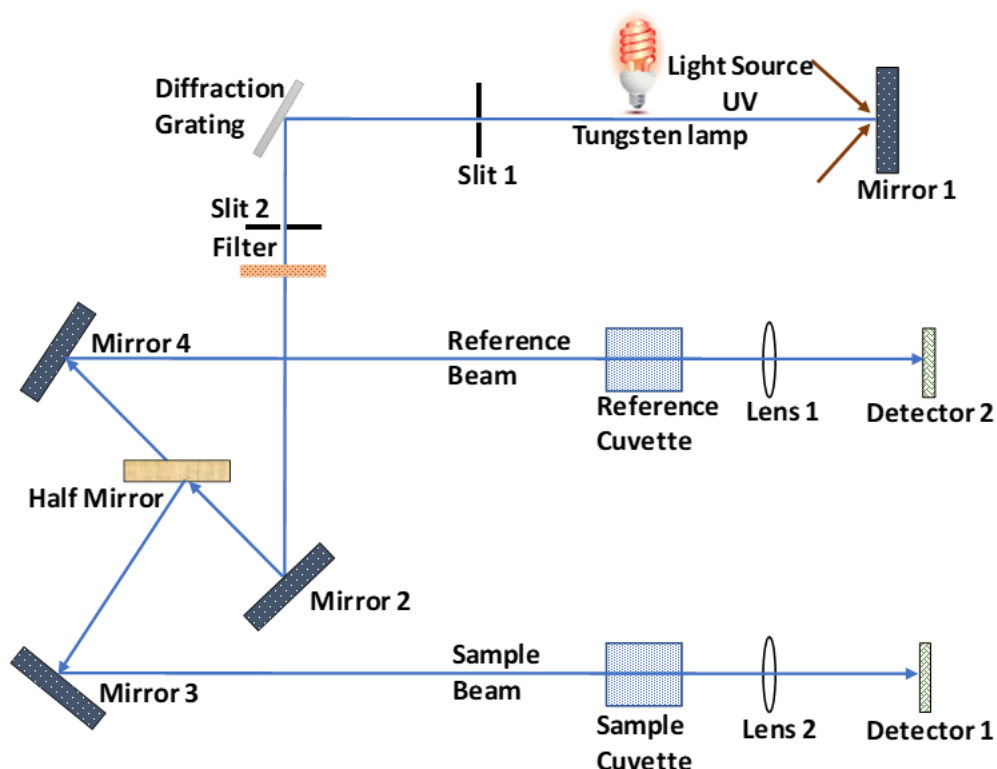 Light Source
UV
Tungsten lamp
Diffraction
Grating
Slit 1
Mirror 1
Slit 2
Filter
Mirror 4
Reference
Beam
Reference
Cuvette
Lens 1
Detector 2
Half Mirror
Mirror 2
Mirror 3
Sample
Beam
Sample
Cuvette
Lens 2
Detector 1